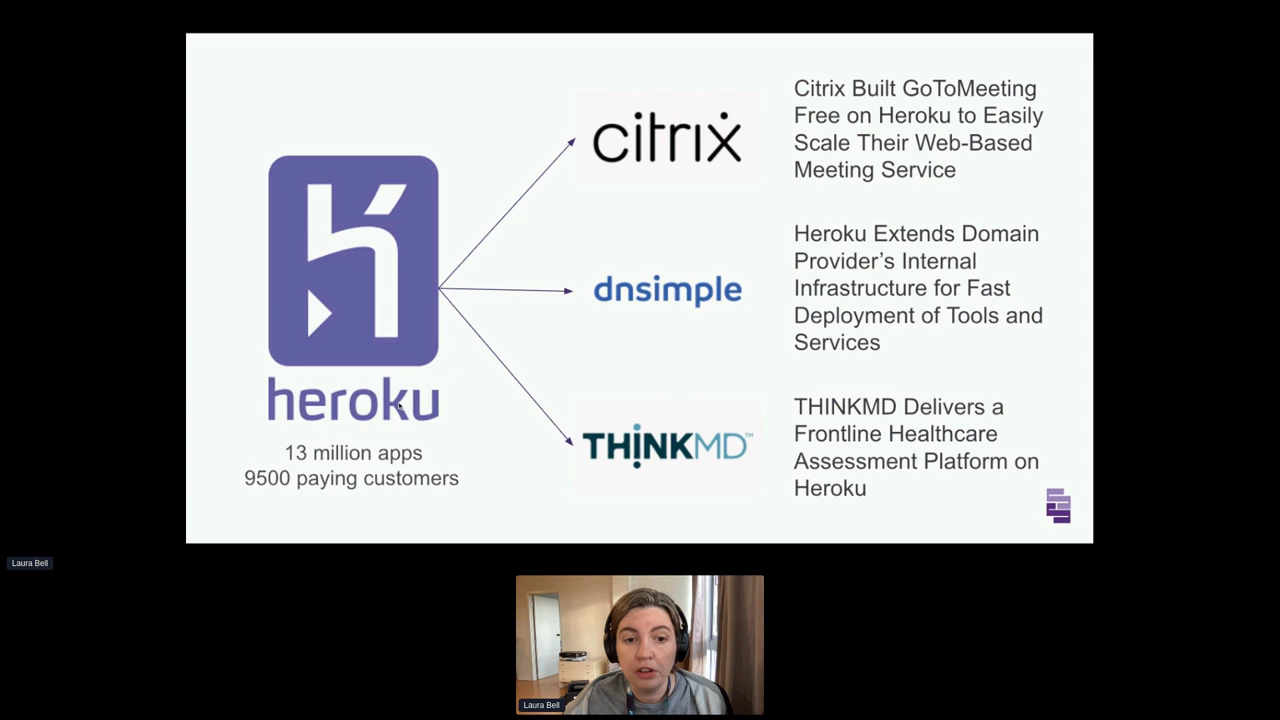 citrix
Citrix Built GoToMeeting
Free on Heroku to Easily
Scale Their Web-Based
Meeting Service
heroku
13 million apps
9500 paying customers
dnsimple
Heroku Extends Domain
Provider’s Internal
Infrastructure for Fast
Deployment of Tools and
Services
THINKMD™
THINKMD Delivers a
Frontline Healthcare
Assessment Platform on
Heroku
Laura Bell
Laura Bell